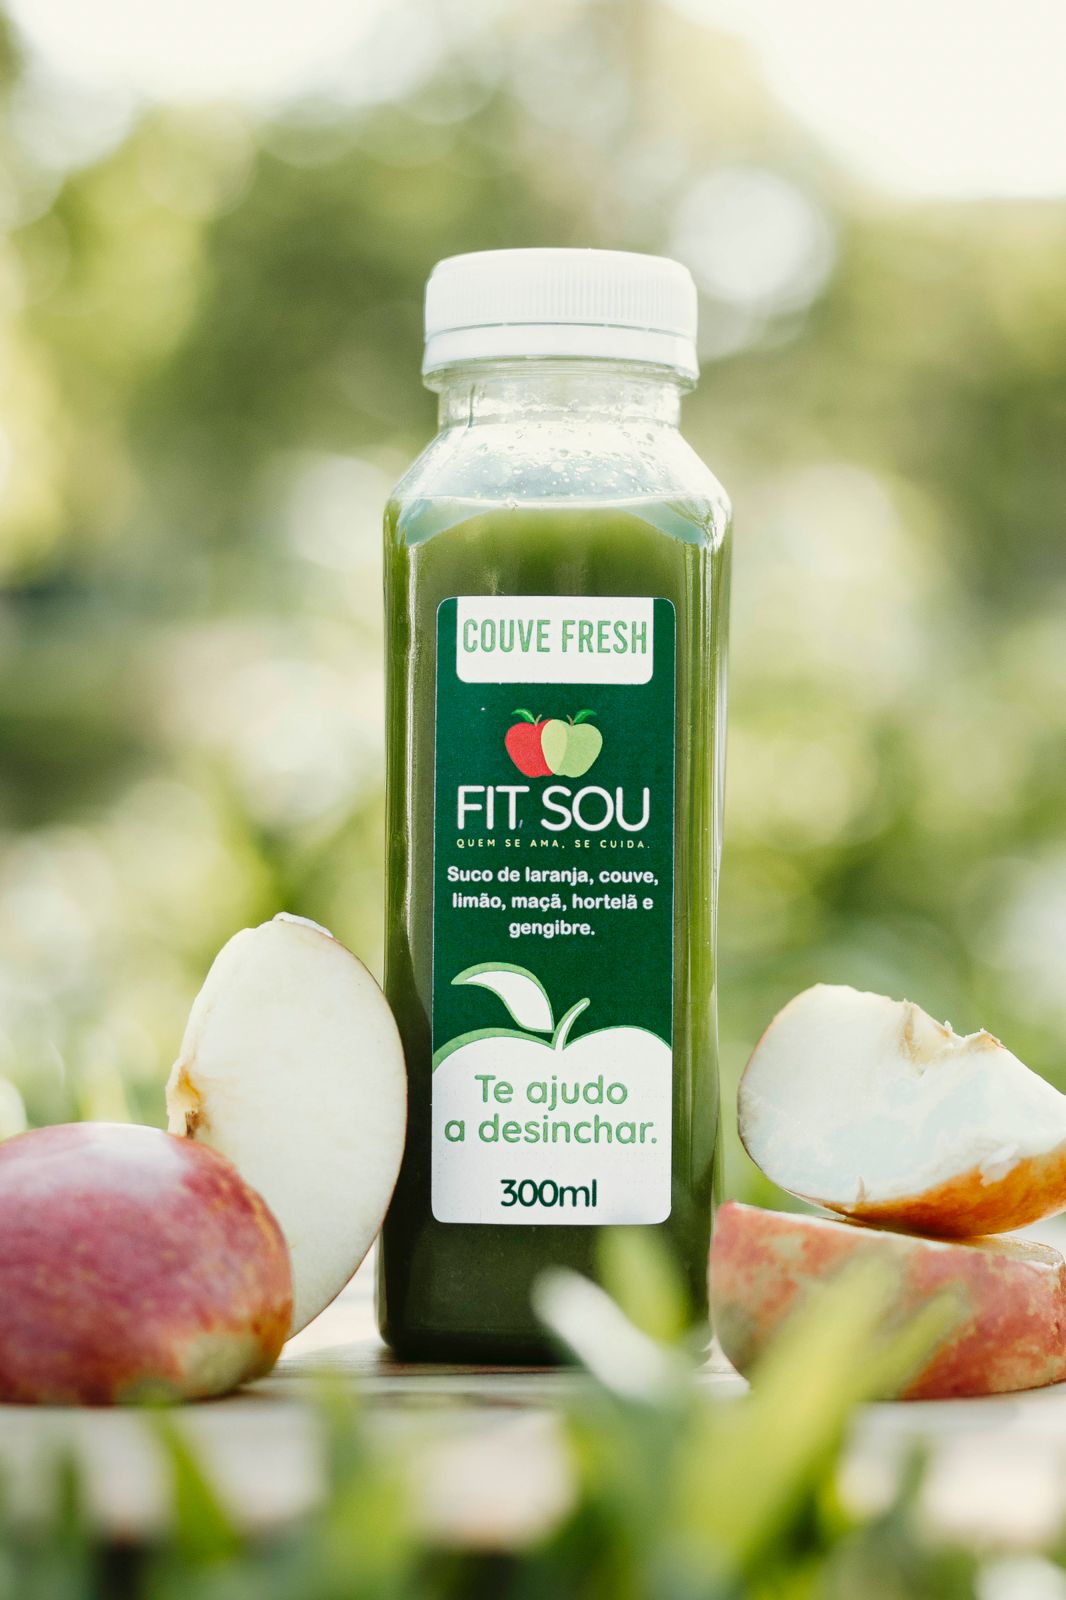 COUVE FRESH
FIT, SOU
QUEM SE AMA, SE CUIDA.
Suco de laranja, couve,
limão, maçã, hortelã e
gengibre.
Te ajudo
a desinchar.
300ml